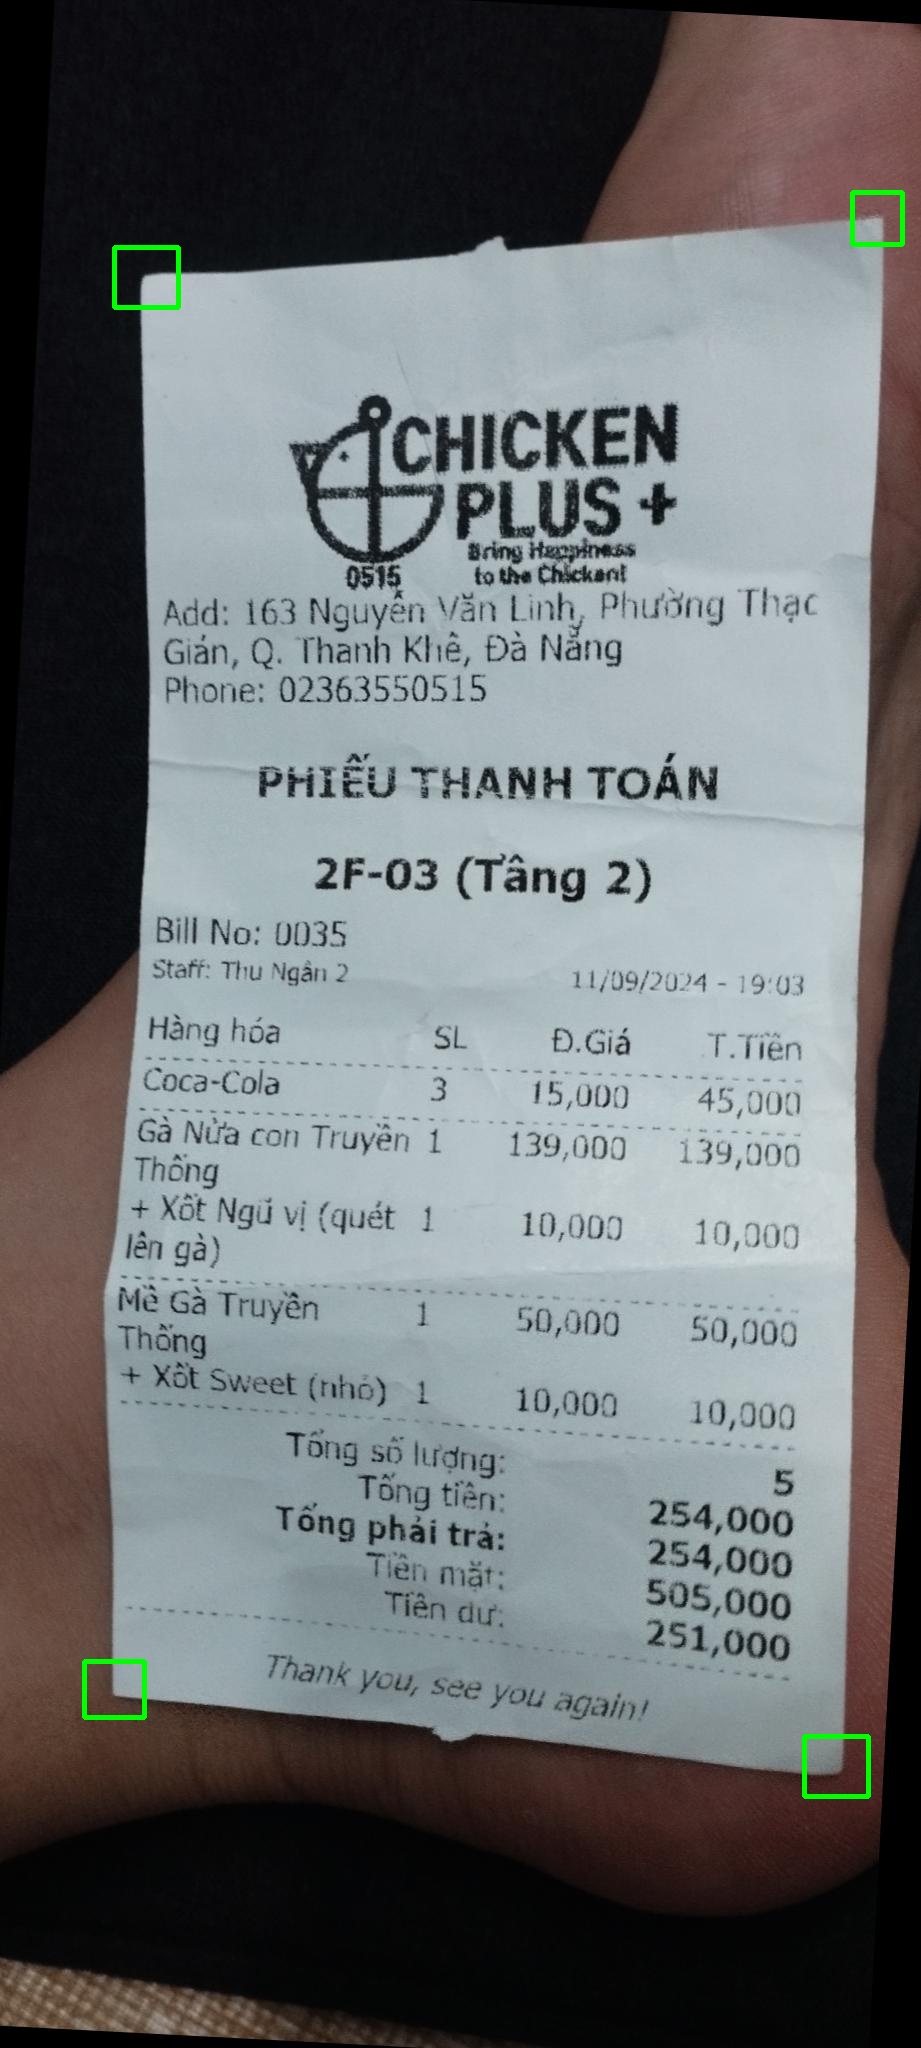 CHICKEN
PLUS +
Bring Happiness
to the Chicken!
0515
Add: 163 Nguyễn Văn Linh, Phường Thạc
Gián, Q. Thanh Khê, Đà Nẵng
Phone: 02363550515
PHIẾU THANH TOÁN
2F-03 (Tầng 2)
Bill No: 0035
Staff: Thu Ngân 2 11/09/2024 - 19:03
Hàng hóa SL Đ.Giá T.Tiền
Coca-Cola 3 15,000 45,000
Gà Nửa con Truyền 1 139,000 139,000
Thống
+ Xốt Ngũ vị (quét 1 10,000 10,000
lên gà)
Mề Gà Truyền 1 50,000 50,000
Thống
+ Xốt Sweet (nhỏ) 1 10,000 10,000
Tổng số lượng: 5
Tổng tiền: 254,000
Tổng phải trả: 254,000
Tiền mặt: 505,000
Tiền dư: 251,000
Thank you, see you again!